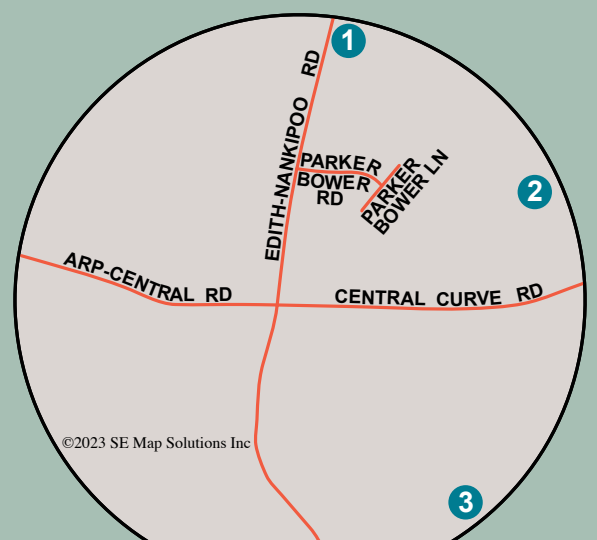 1
EDITH-NANKIPOO RD
PARKER
BOWER
RD
PARKER
BOWER LN
2
ARP-CENTRAL RD
CENTRAL CURVE RD
©2023 SE Map Solutions Inc
3